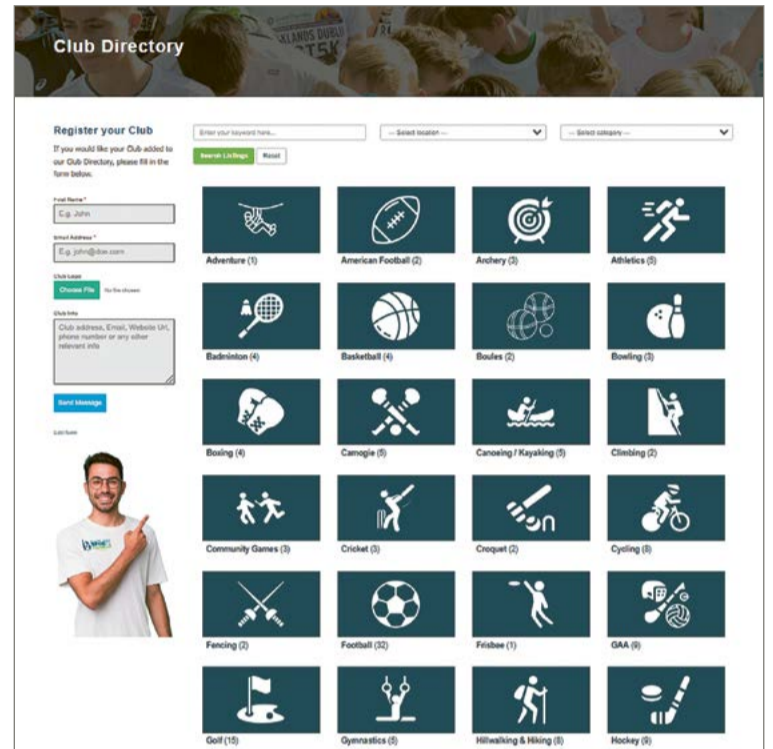 Club Directory
Register your Club
If you would like your Club added to
our Club Directory, please fill in the
form below.
First Name *
E.g. John
Email Address *
E.g. john@doe.com
Club Logo
Choose File
No file chosen
Club Info
Club address, Email, Website Url,
phone number or any other
relevant info
Send Message
Edit Form
Enter your keyword here...
--- Select location ---
--- Select category ---
Search Listings
Reset
Adventure (1)
American Football (2)
Archery (3)
Athletics (5)
Badminton (4)
Basketball (4)
Boules (2)
Bowling (3)
Boxing (4)
Camogie (5)
Canoeing / Kayaking (5)
Climbing (2)
Community Games (3)
Cricket (3)
Croquet (2)
Cycling (8)
Fencing (2)
Football (32)
Frisbee (1)
GAA (9)
Golf (15)
Gymnastics (5)
Hillwalking & Hiking (8)
Hockey (9)